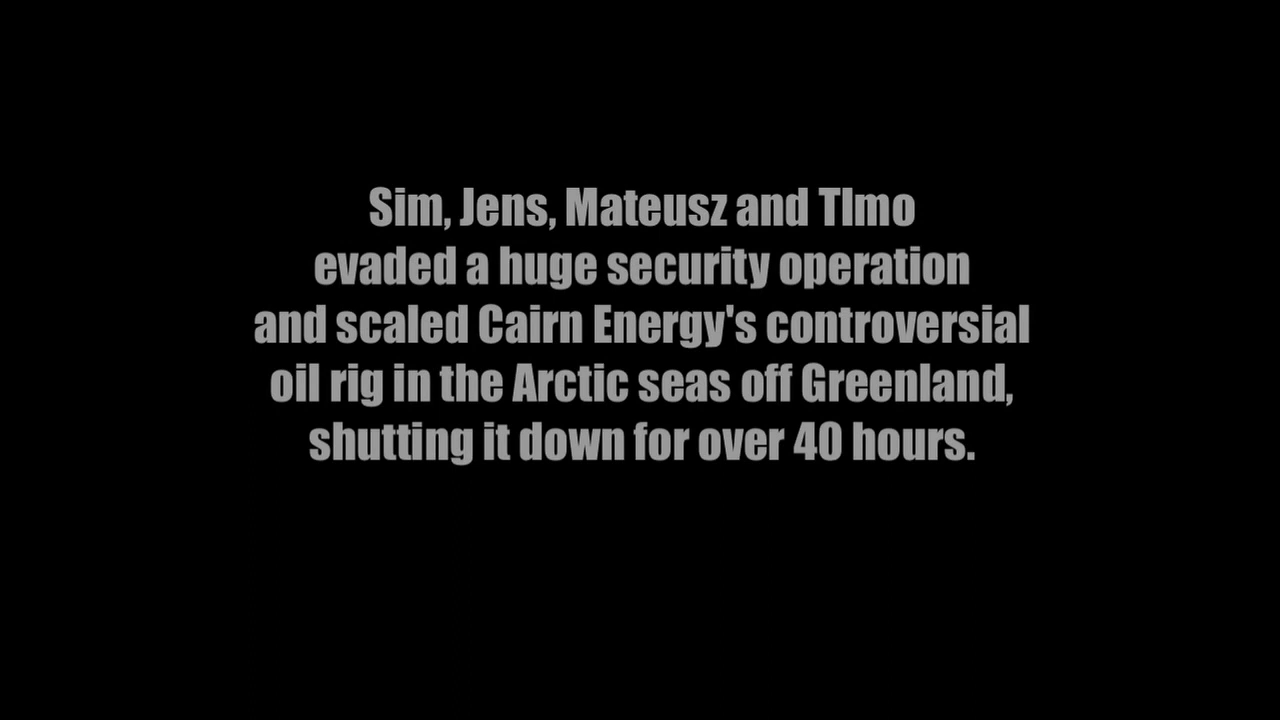 Sim, Jens, Mateusz and TImo
evaded a huge security operation
and scaled Cairn Energy's controversial
oil rig in the Arctic seas off Greenland,
shutting it down for over 40 hours.